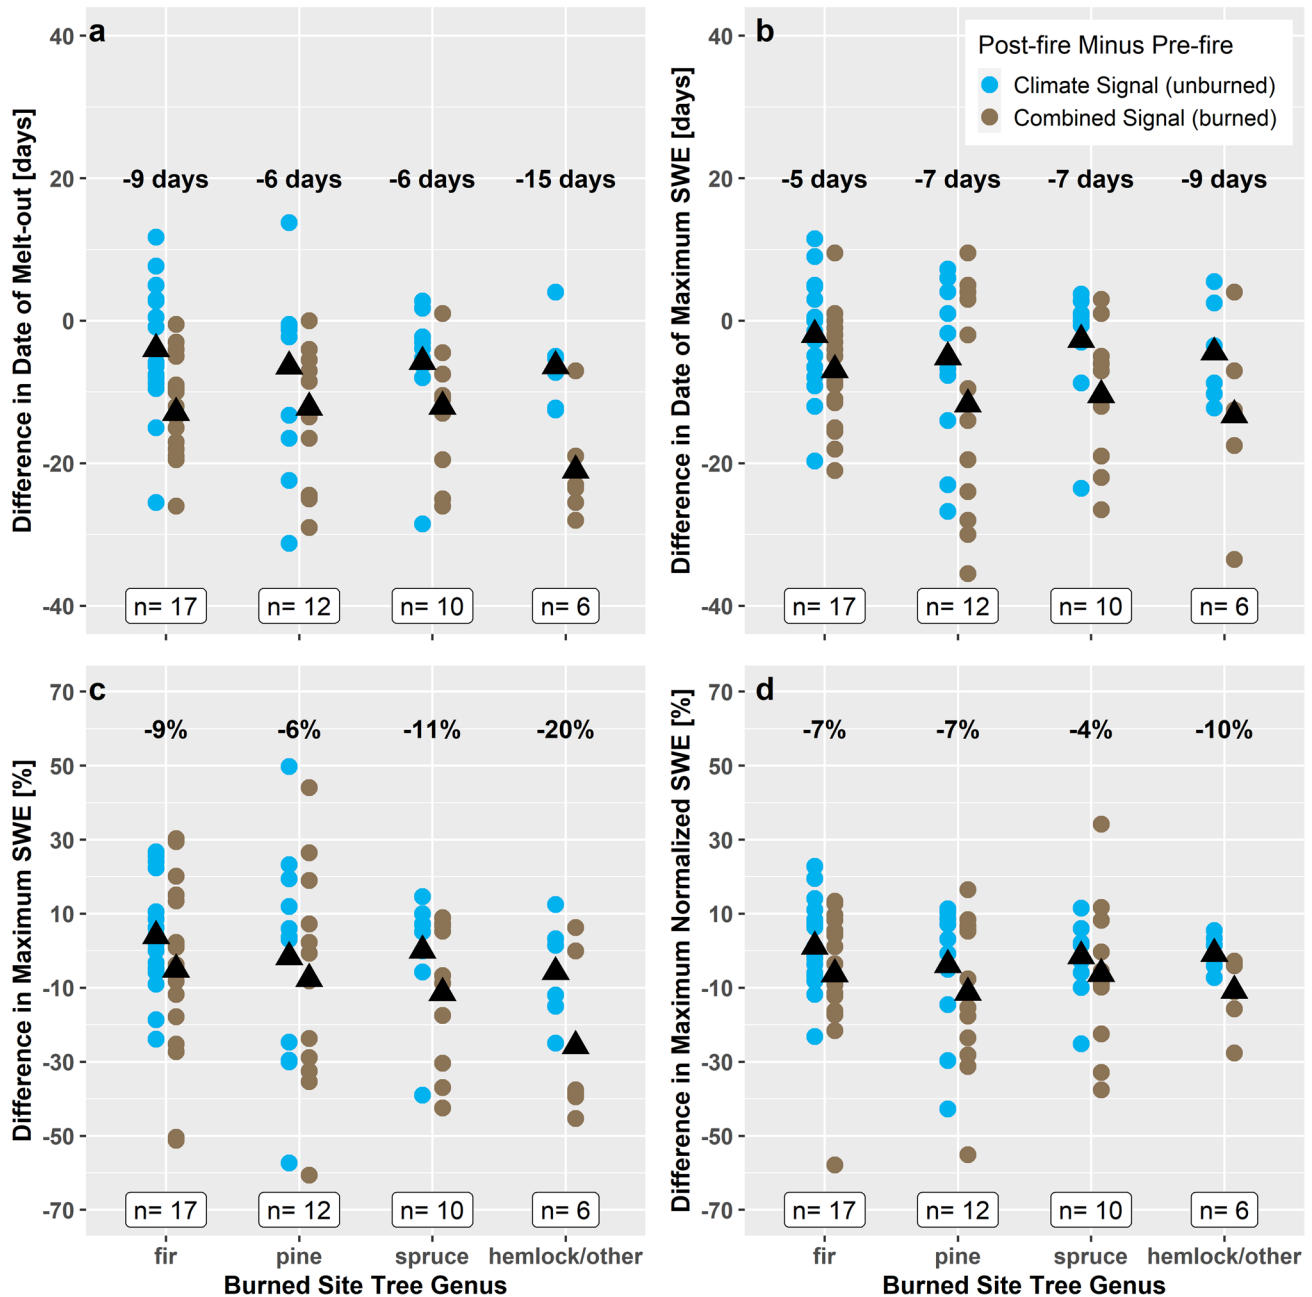 a
Difference in Date of Melt-out [days]
40
20
0
-20
-40
-9 days
-6 days
-6 days
-15 days
n= 17
n= 12
n= 10
n= 6
b
Difference in Date of Maximum SWE [days]
40
20
0
-20
-40
Post-fire Minus Pre-fire
Climate Signal (unburned)
Combined Signal (burned)
-5 days
-7 days
-7 days
-9 days
n= 17
n= 12
n= 10
n= 6
c
Difference in Maximum SWE [%]
70
50
30
10
-10
-30
-50
-70
-9%
-6%
-11%
-20%
n= 17
n= 12
n= 10
n= 6
fir
pine
spruce
hemlock/other
Burned Site Tree Genus
d
Difference in Maximum Normalized SWE [%]
70
50
30
10
-10
-30
-50
-70
-7%
-7%
-4%
-10%
n= 17
n= 12
n= 10
n= 6
fir
pine
spruce
hemlock/other
Burned Site Tree Genus